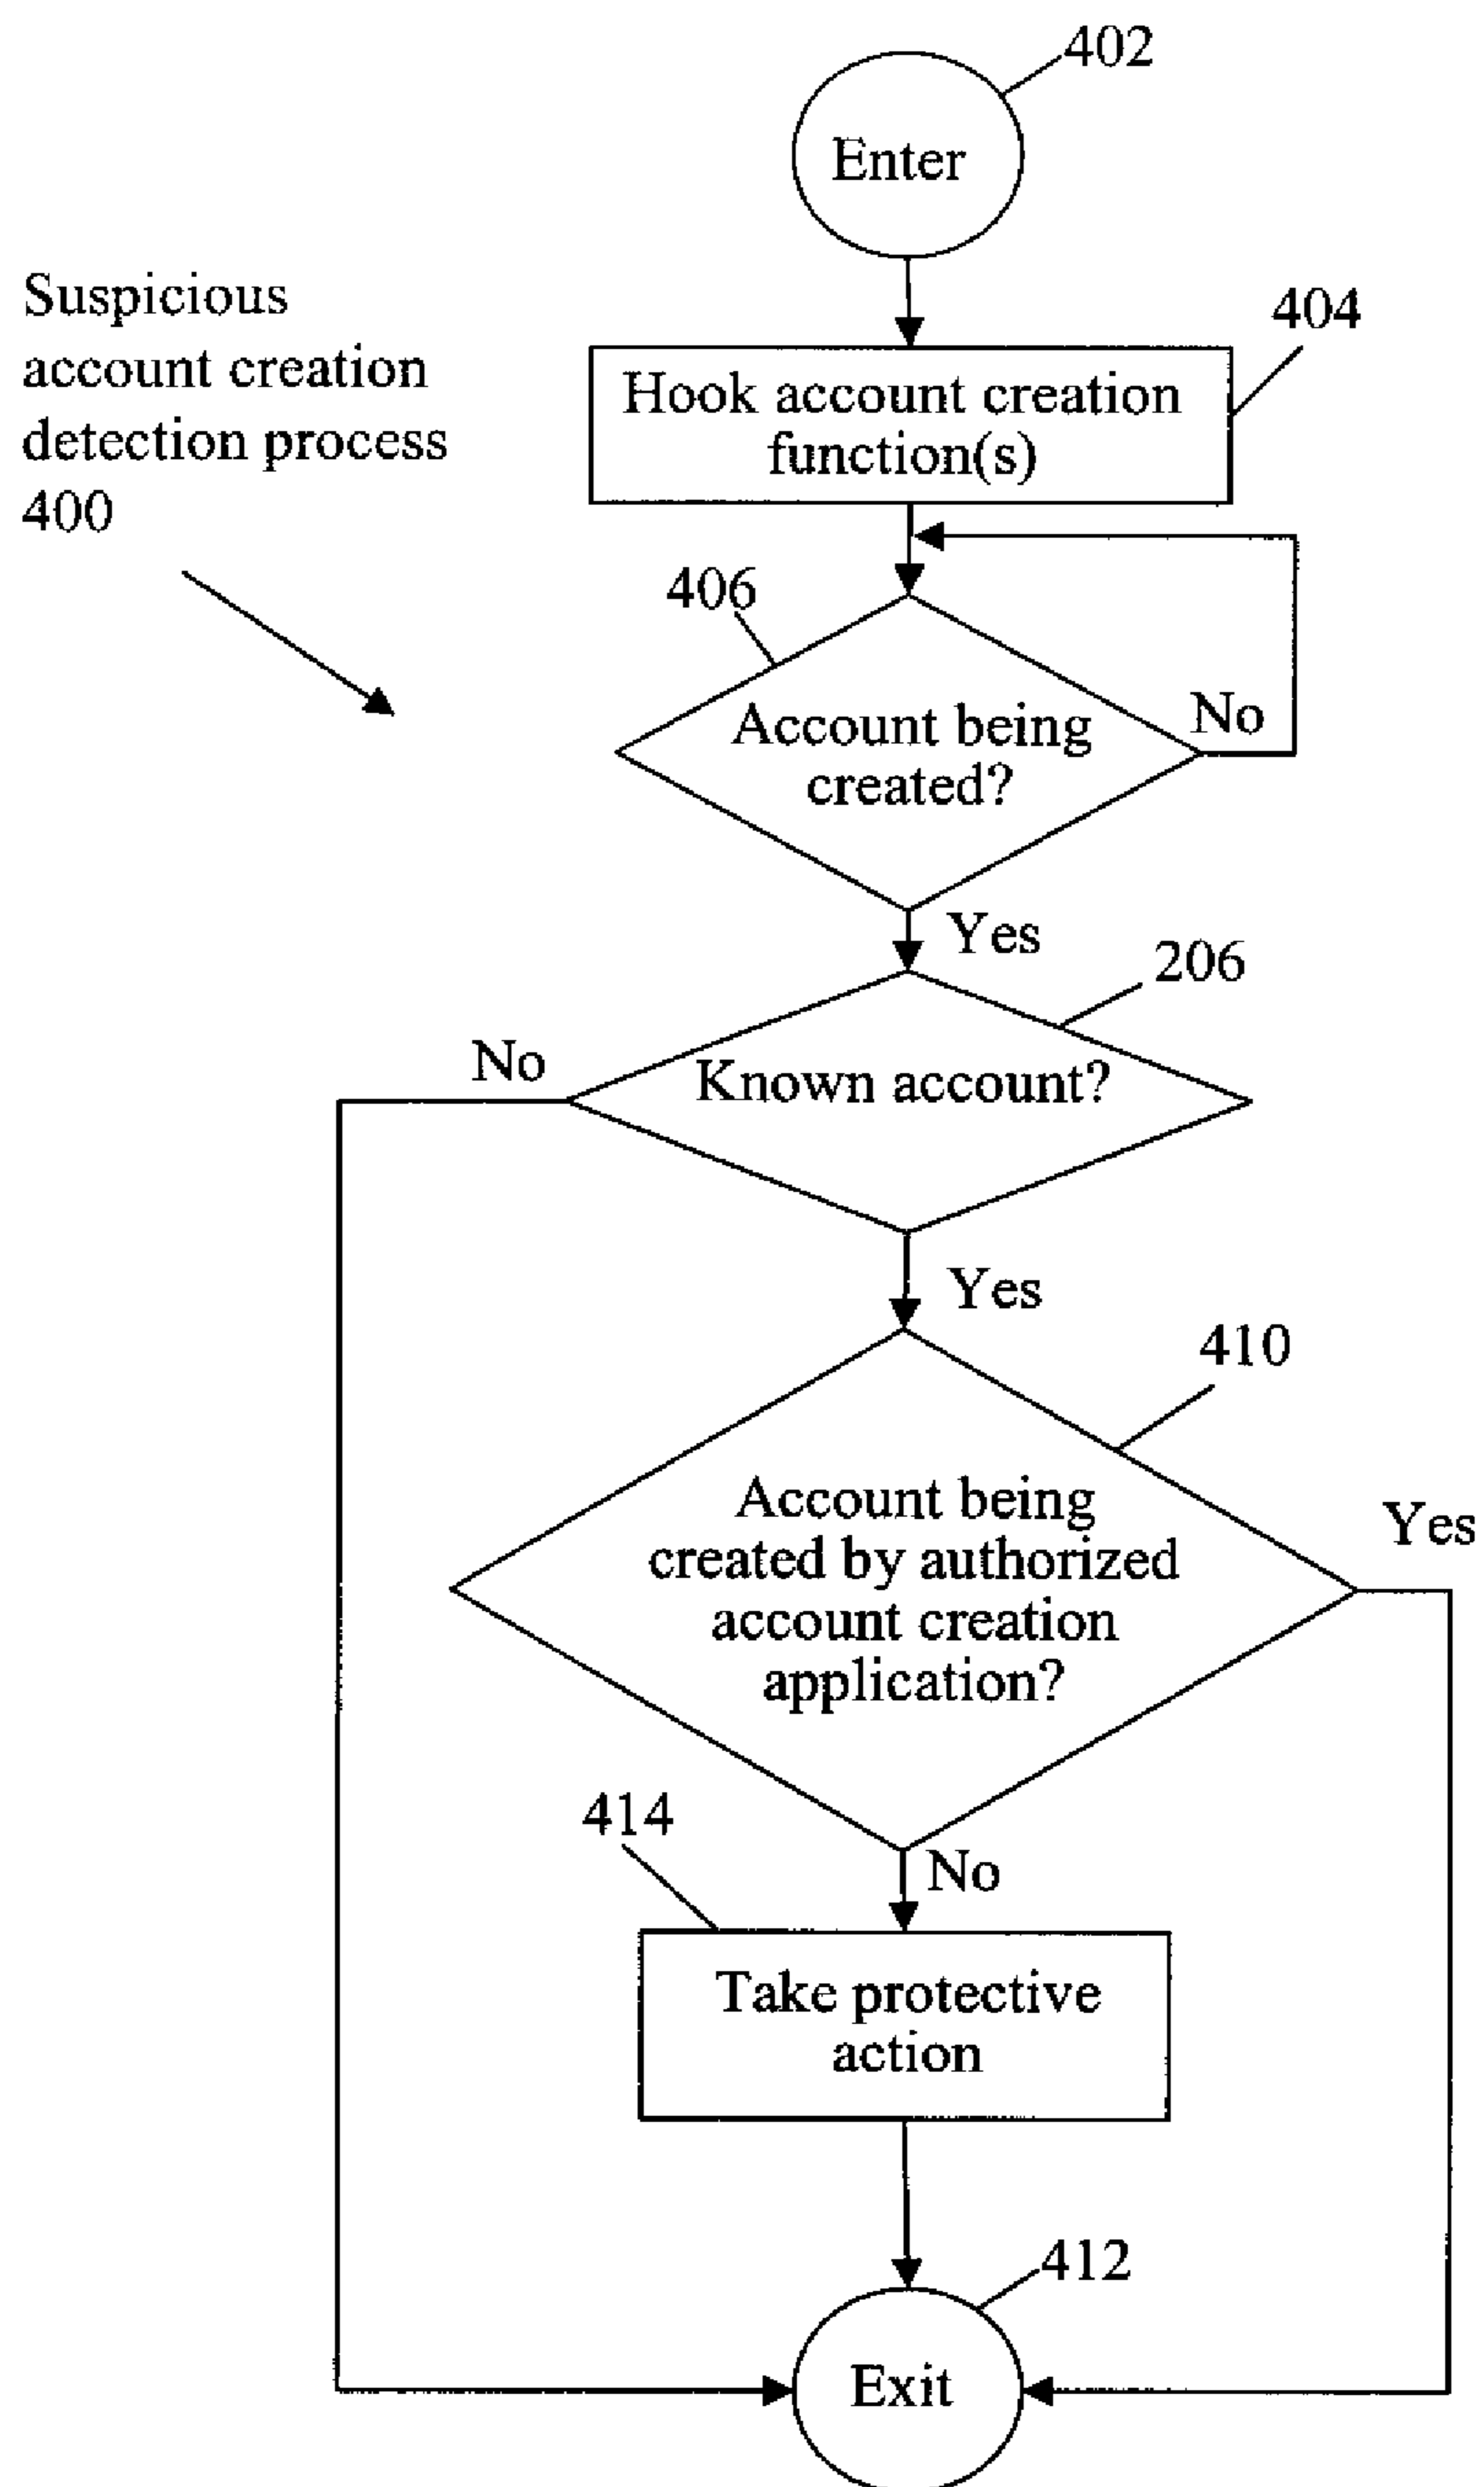 402
Enter
Suspicious
account creation
detection process
400
404
Hook account creation
function(s)
406
Account being
created?
No
Yes
206
No
Known account?
Yes
410
Account being
created by authorized
account creation
application?
Yes
414
No
Take protective
action
412
Exit